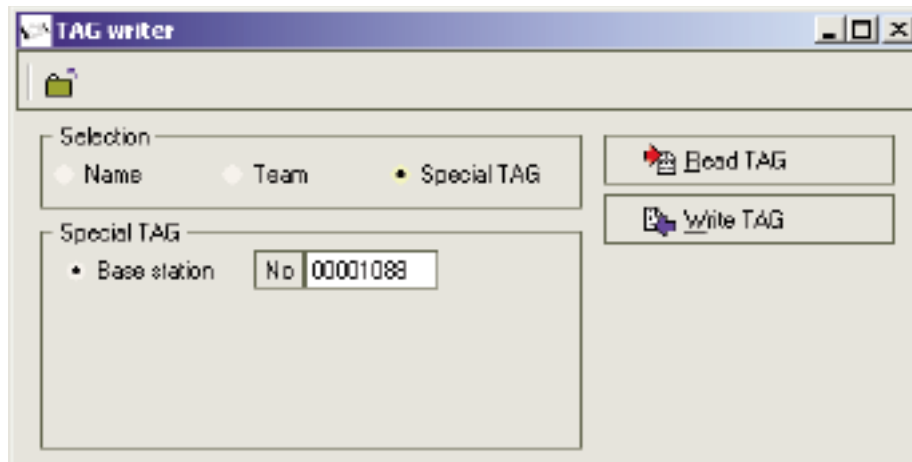 TAG writer
Selection
Name Team Special TAG
Read TAG
Write TAG
Special TAG
Base station No 00001088